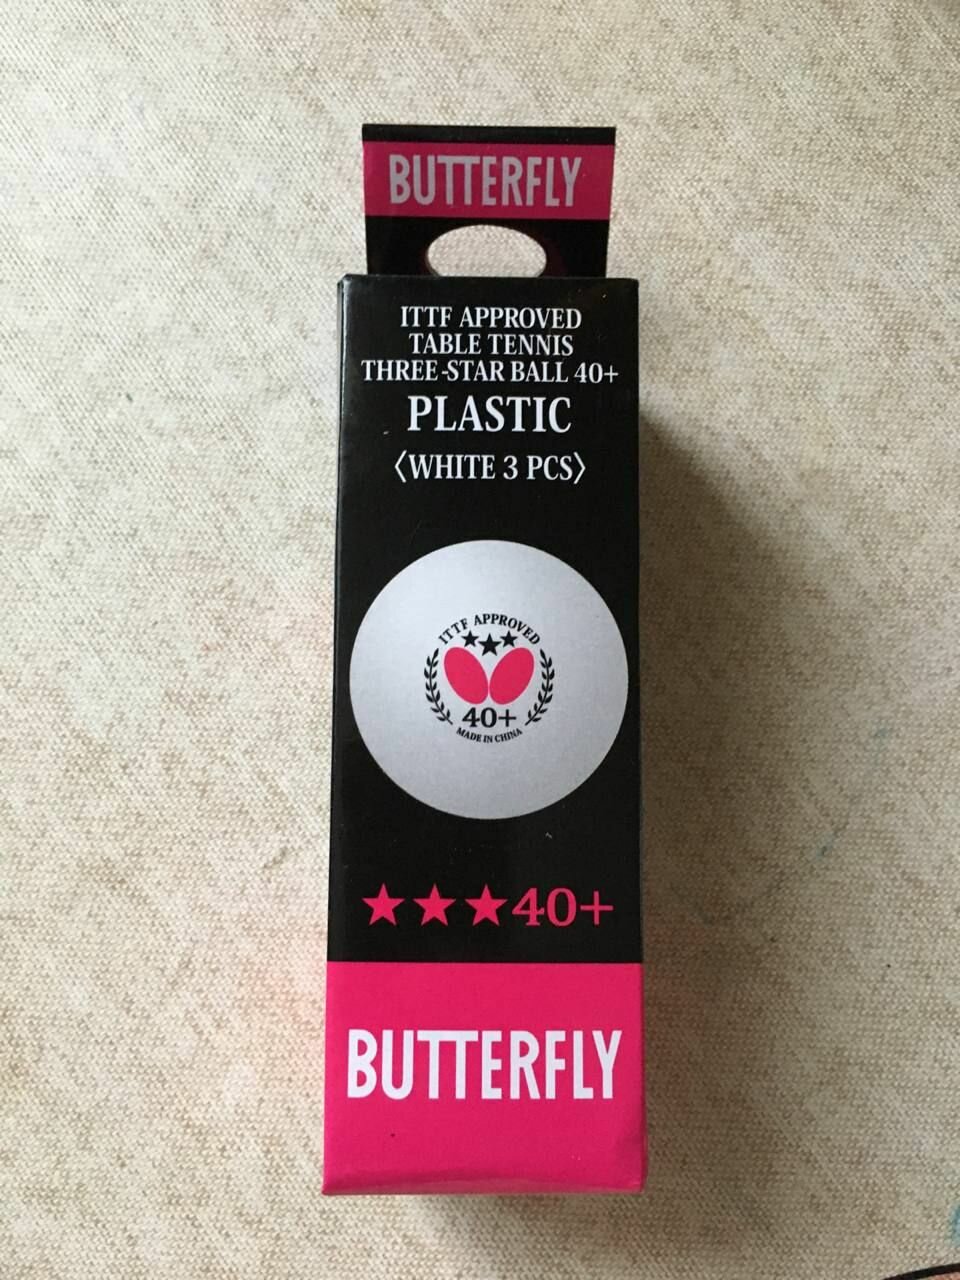 BUTTERFLY
ITTF APPROVED
TABLE TENNIS
THREE-STAR BALL 40+
PLASTIC
〈WHITE 3 PCS〉
ITTF APPROVED
★★★
40+
MADE IN CHINA
★★★40+
BUTTERFLY